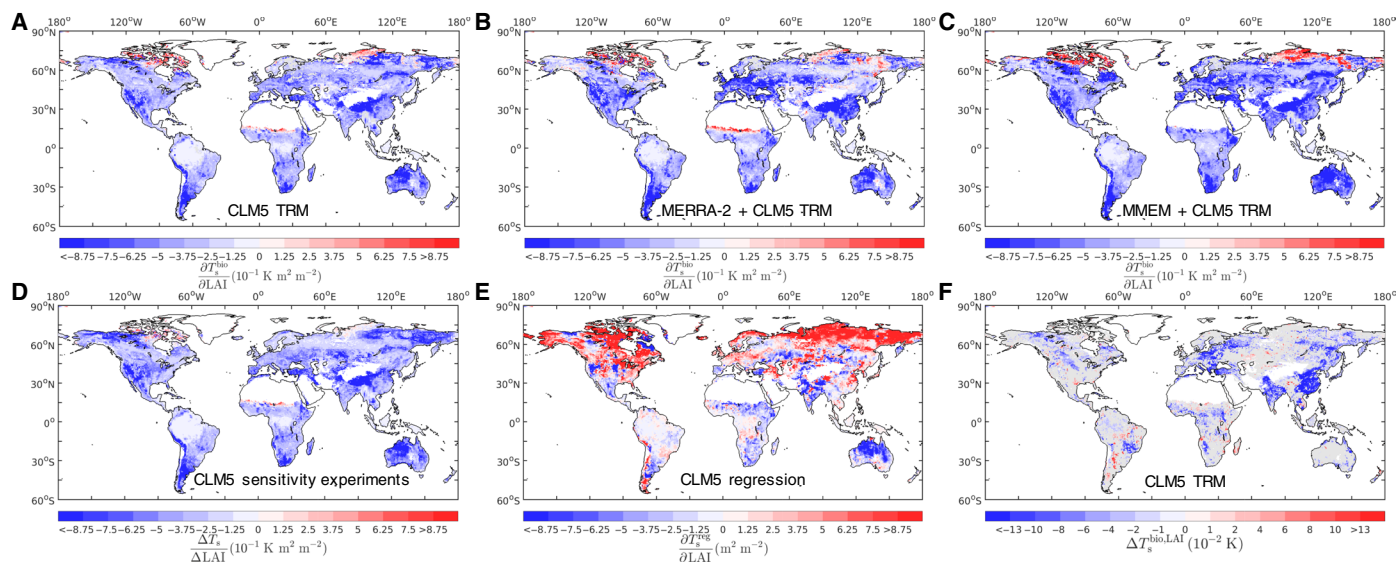 A
180° 120°W 60°W 0° 60°E 120°E 180°
90°N
60°N
30°N
0°
30°S
60°S
CLM5 TRM
<−8.75 −7.5 −6.25 −5 −3.75 −2.5 −1.25 0 1.25 2.5 3.75 5 6.25 7.5 >8.75
∂T_s^bio/∂LAI (10⁻¹ K m² m⁻²)
B
180° 120°W 60°W 0° 60°E 120°E 180°
90°N
60°N
30°N
0°
30°S
60°S
MERRA-2 + CLM5 TRM
<−8.75 −7.5 −6.25 −5 −3.75 −2.5 −1.25 0 1.25 2.5 3.75 5 6.25 7.5 >8.75
∂T_s^bio/∂LAI (10⁻¹ K m² m⁻²)
C
180° 120°W 60°W 0° 60°E 120°E 180°
90°N
60°N
30°N
0°
30°S
60°S
MMEM + CLM5 TRM
<−8.75 −7.5 −6.25 −5 −3.75 −2.5 −1.25 0 1.25 2.5 3.75 5 6.25 7.5 >8.75
∂T_s^bio/∂LAI (10⁻¹ K m² m⁻²)
D
180° 120°W 60°W 0° 60°E 120°E 180°
90°N
60°N
30°N
0°
30°S
60°S
CLM5 sensitivity experiments
<−8.75 −7.5 −6.25 −5 −3.75 −2.5 −1.25 0 1.25 2.5 3.75 5 6.25 7.5 >8.75
ΔT_s/ΔLAI (10⁻¹ K m² m⁻²)
E
180° 120°W 60°W 0° 60°E 120°E 180°
90°N
60°N
30°N
0°
30°S
60°S
CLM5 regression
<−8.75 −7.5 −6.25 −5 −3.75 −2.5 −1.25 0 1.25 2.5 3.75 5 6.25 7.5 >8.75
∂T_s^reg/∂LAI (m² m⁻²)
F
180° 120°W 60°W 0° 60°E 120°E 180°
90°N
60°N
30°N
0°
30°S
60°S
CLM5 TRM
<−13 −10 −8 −6 −4 −2 −1 0 1 2 4 6 8 10 >13
ΔT_s^bio,LAI (10⁻² K)